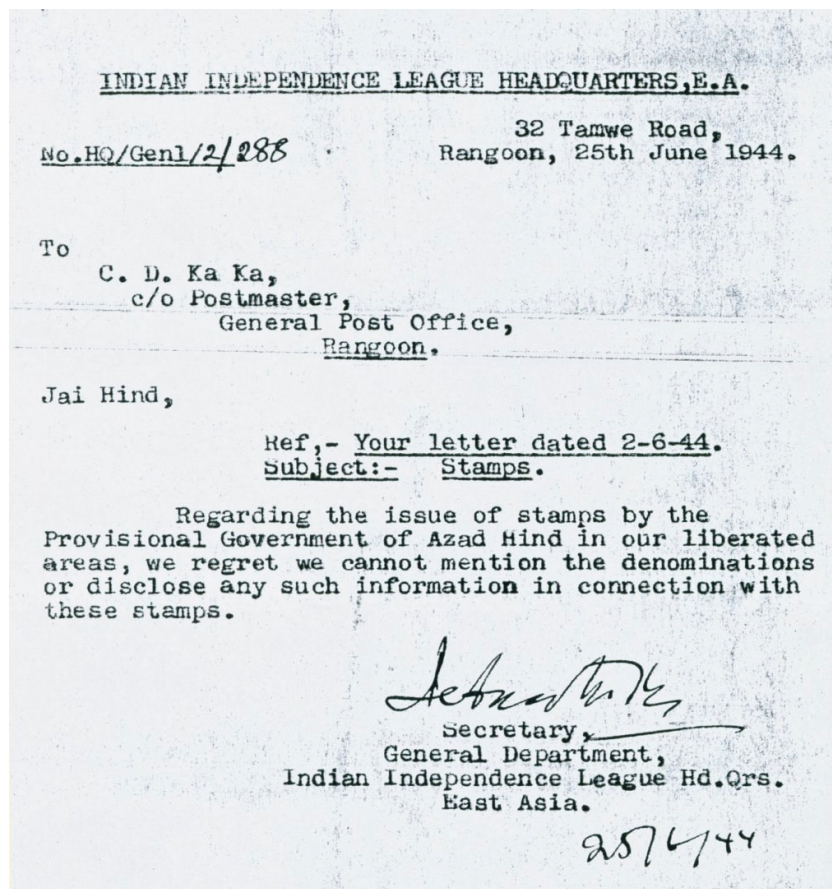 INDIAN INDEPENDENCE LEAGUE HEADQUARTERS,E.A.
32 Tamwe Road,
No.HQ/Genl/2/288
Rangoon, 25th June 1944.
To
C. D. Ka Ka,
c/o Postmaster,
General Post Office,
Rangoon.
Jai Hind,
Ref,- Your letter dated 2-6-44.
Subject:- Stamps.
Regarding the issue of stamps by the
Provisional Government of Azad Hind in our liberated
areas, we regret we cannot mention the denominations
or disclose any such information in connection with
these stamps.
Secretary,
General Department,
Indian Independence League Hd.Qrs.
East Asia.
25/6/44